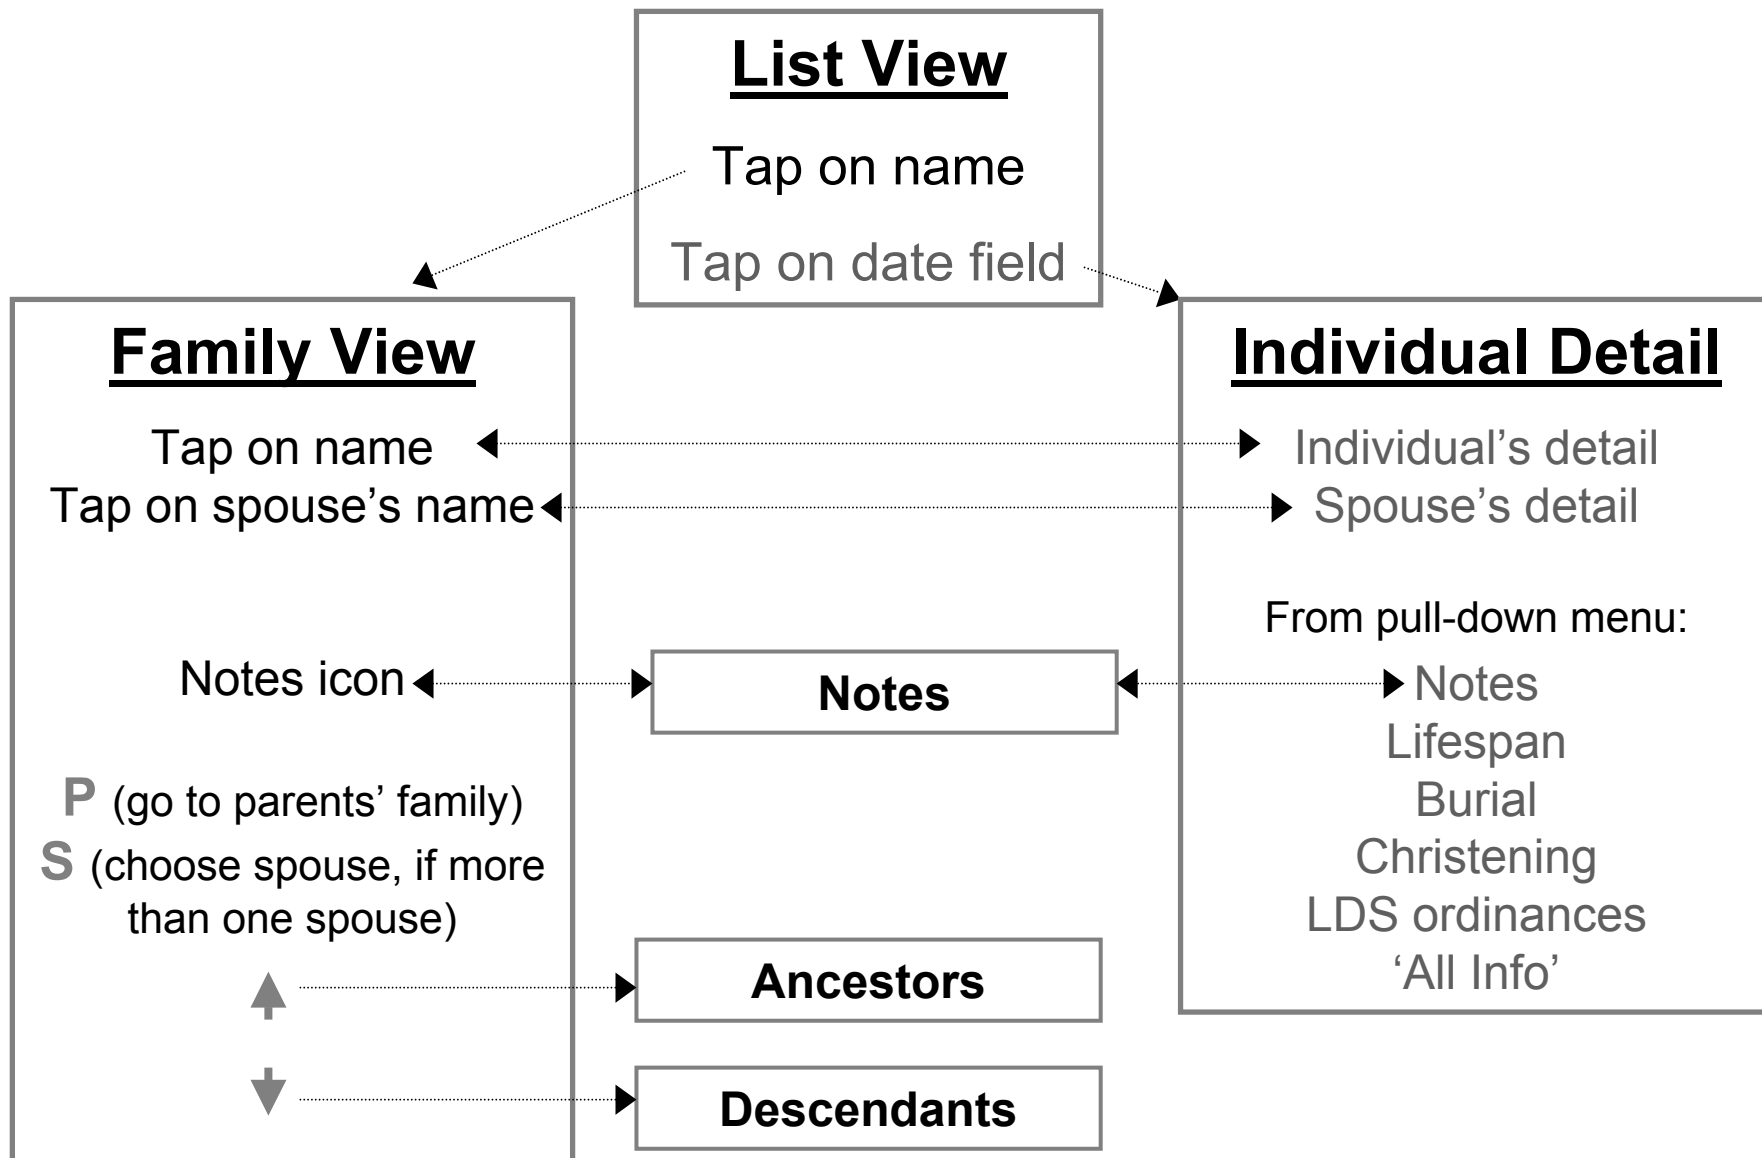 List View
Tap on name
Tap on date field
Family View
Tap on name
Tap on spouse’s name
Notes icon
P (go to parents’ family)
S (choose spouse, if more
than one spouse)
Notes
Ancestors
Descendants
Individual Detail
Individual’s detail
Spouse’s detail
From pull-down menu:
Notes
Lifespan
Burial
Christening
LDS ordinances
‘All Info’